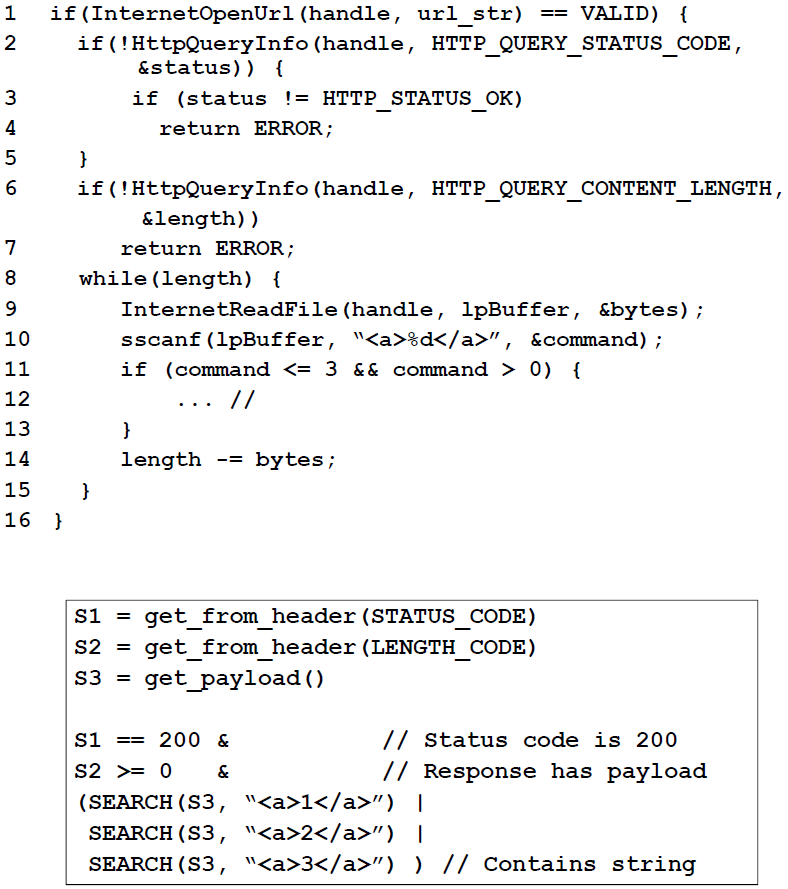 1 if(InternetOpenUrl(handle, url_str) == VALID) {
2 if(!HttpQueryInfo(handle, HTTP_QUERY_STATUS_CODE,
&status)) {
3 if (status != HTTP_STATUS_OK)
4 return ERROR;
5 }
6 if(!HttpQueryInfo(handle, HTTP_QUERY_CONTENT_LENGTH,
&length))
7 return ERROR;
8 while(length) {
9 InternetReadFile(handle, lpBuffer, &bytes);
10 sscanf(lpBuffer, “<a>%d</a>”, &command);
11 if (command <= 3 && command > 0) {
12 ... //
13 }
14 length -= bytes;
15 }
16 }
S1 = get_from_header(STATUS_CODE)
S2 = get_from_header(LENGTH_CODE)
S3 = get_payload()
S1 == 200 & // Status code is 200
S2 >= 0 & // Response has payload
(SEARCH(S3, “<a>1</a>”) |
SEARCH(S3, “<a>2</a>”) |
SEARCH(S3, “<a>3</a>”) ) // Contains string